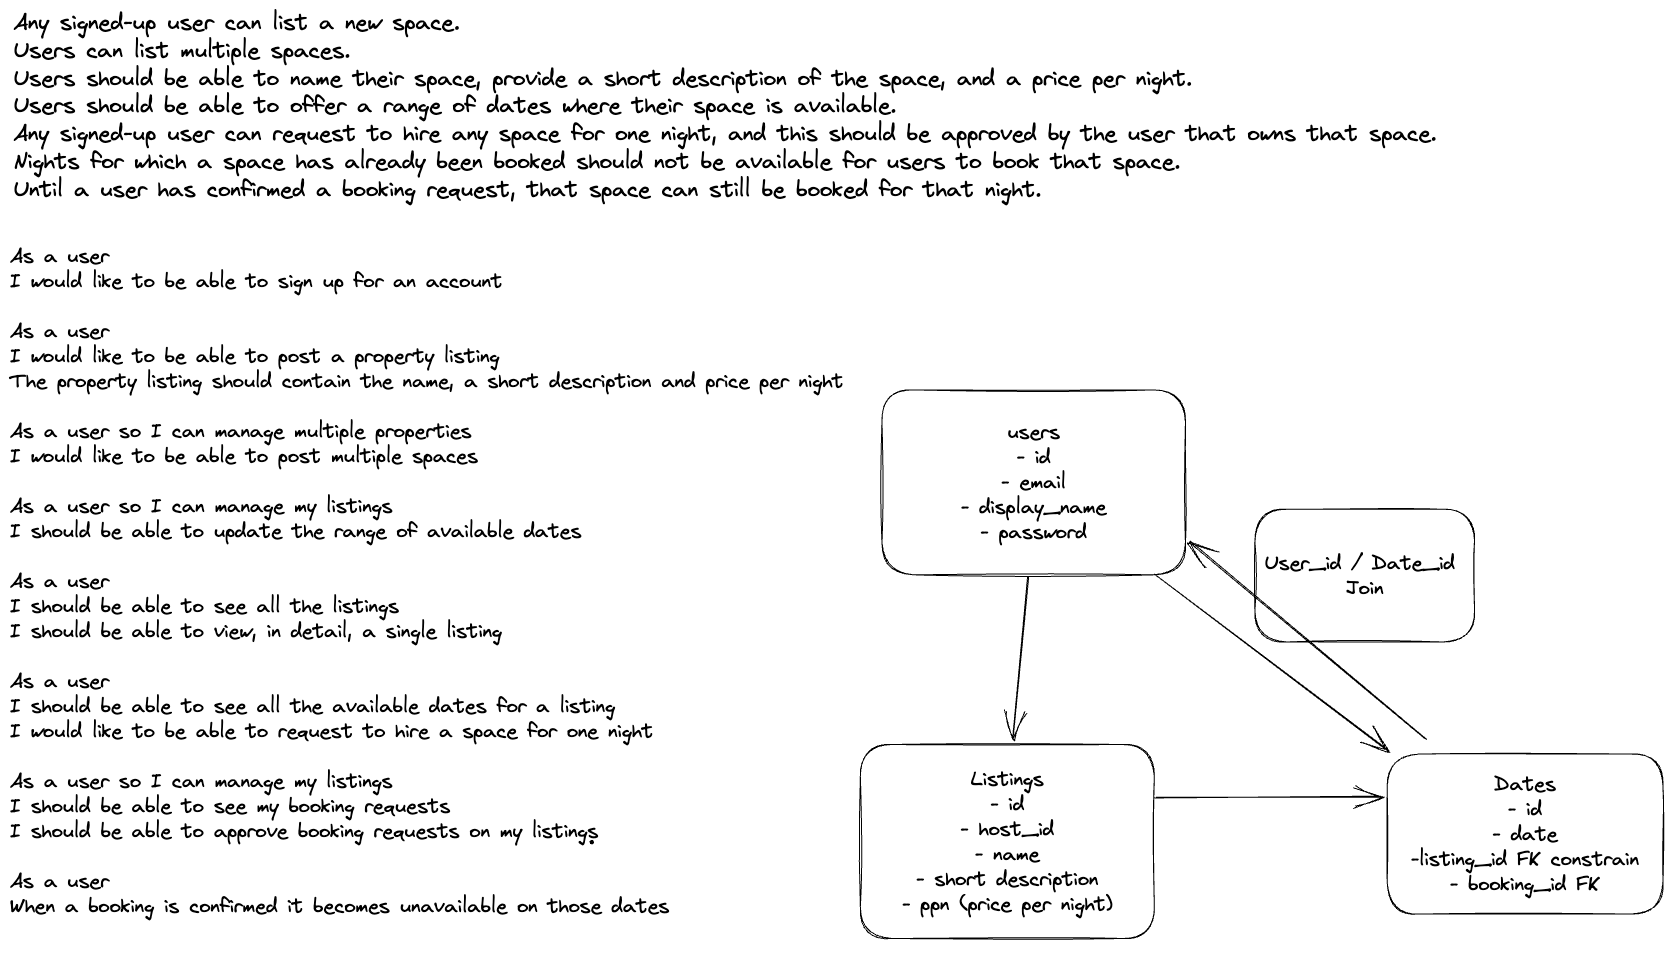 Any signed-up user can list a new space.
Users can list multiple spaces.
Users should be able to name their space, provide a short description of the space, and a price per night.
Users should be able to offer a range of dates where their space is available.
Any signed-up user can request to hire any space for one night, and this should be approved by the user that owns that space.
Nights for which a space has already been booked should not be available for users to book that space.
Until a user has confirmed a booking request, that space can still be booked for that night.
As a user
I would like to be able to sign up for an account
As a user
I would like to be able to post a property listing
The property listing should contain the name, a short description and price per night
As a user so I can manage multiple properties
I would like to be able to post multiple spaces
As a user so I can manage my listings
I should be able to update the range of available dates
As a user
I should be able to see all the listings
I should be able to view, in detail, a single listing
As a user
I should be able to see all the available dates for a listing
I would like to be able to request to hire a space for one night
As a user so I can manage my listings
I should be able to see my booking requests
I should be able to approve booking requests on my listings.
As a user
When a booking is confirmed it becomes unavailable on those dates
users
- id
- email
- display_name
- password
User_id / Date_id
Join
Listings
- id
- host_id
- name
- short description
- ppn (price per night)
Dates
- id
- date
-listing_id FK constrain
- booking_id FK